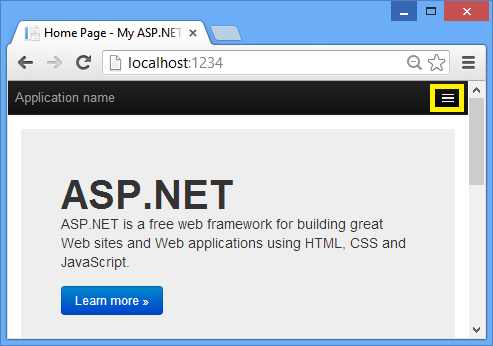 Home Page - My ASP.NET
localhost:1234
Application name
ASP.NET
ASP.NET is a free web framework for building great
Web sites and Web applications using HTML, CSS and
JavaScript.
Learn more »